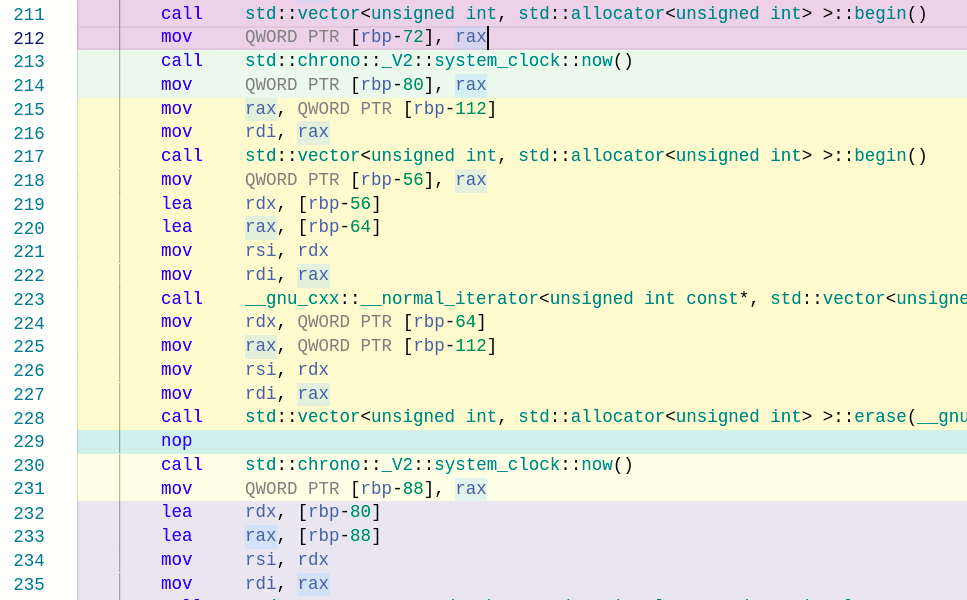 211 call std::vector<unsigned int, std::allocator<unsigned int> >::begin()
212 mov QWORD PTR [rbp-72], rax
213 call std::chrono::_V2::system_clock::now()
214 mov QWORD PTR [rbp-80], rax
215 mov rax, QWORD PTR [rbp-112]
216 mov rdi, rax
217 call std::vector<unsigned int, std::allocator<unsigned int> >::begin()
218 mov QWORD PTR [rbp-56], rax
219 lea rdx, [rbp-56]
220 lea rax, [rbp-64]
221 mov rsi, rdx
222 mov rdi, rax
223 call __gnu_cxx::__normal_iterator<unsigned int const*, std::vector<unsigne
224 mov rdx, QWORD PTR [rbp-64]
225 mov rax, QWORD PTR [rbp-112]
226 mov rsi, rdx
227 mov rdi, rax
228 call std::vector<unsigned int, std::allocator<unsigned int> >::erase(__gnu
229 nop
230 call std::chrono::_V2::system_clock::now()
231 mov QWORD PTR [rbp-88], rax
232 lea rdx, [rbp-80]
233 lea rax, [rbp-88]
234 mov rsi, rdx
235 mov rdi, rax